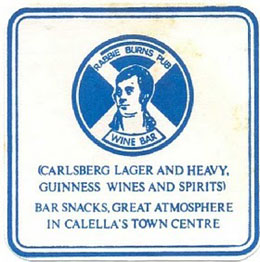 RABBIE BURNS PUB
WINE BAR
(CARLSBERG LAGER AND HEAVY,
GUINNESS WINES AND SPIRITS)
BAR SNACKS, GREAT ATMOSPHERE
IN CALELLA'S TOWN CENTRE